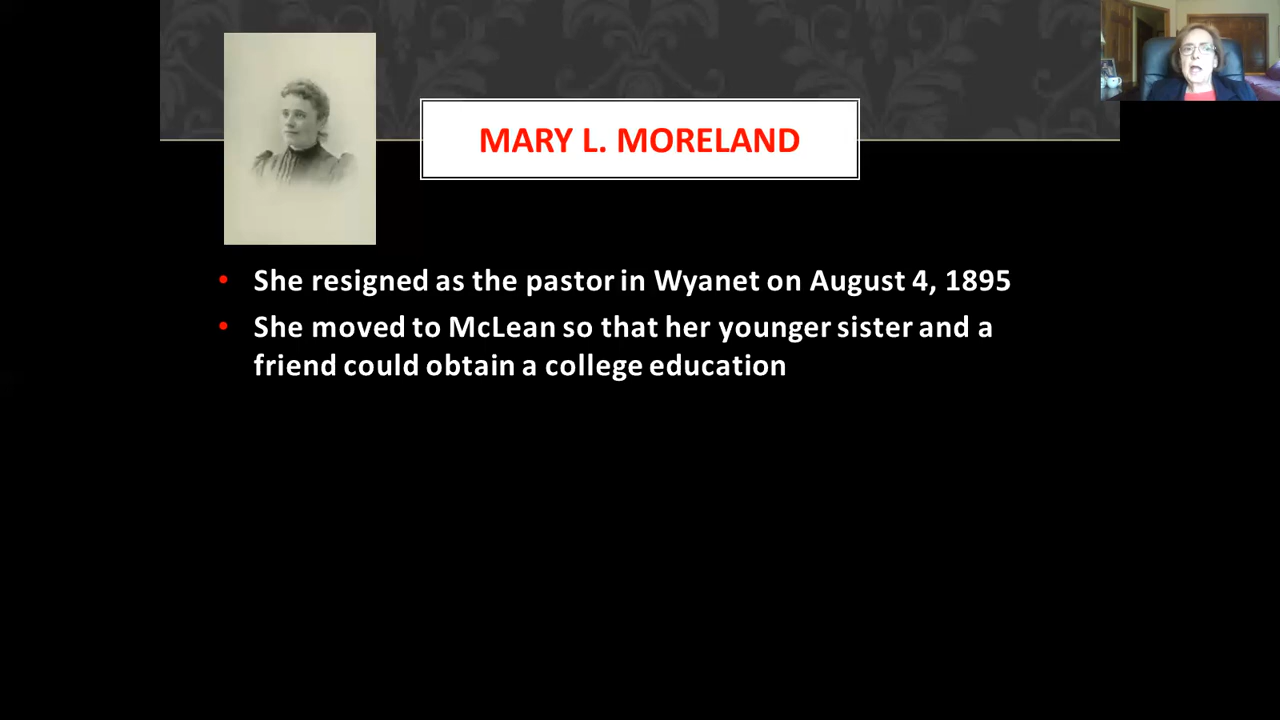 MARY L. MORELAND
• She resigned as the pastor in Wyanet on August 4, 1895
• She moved to McLean so that her younger sister and a
friend could obtain a college education